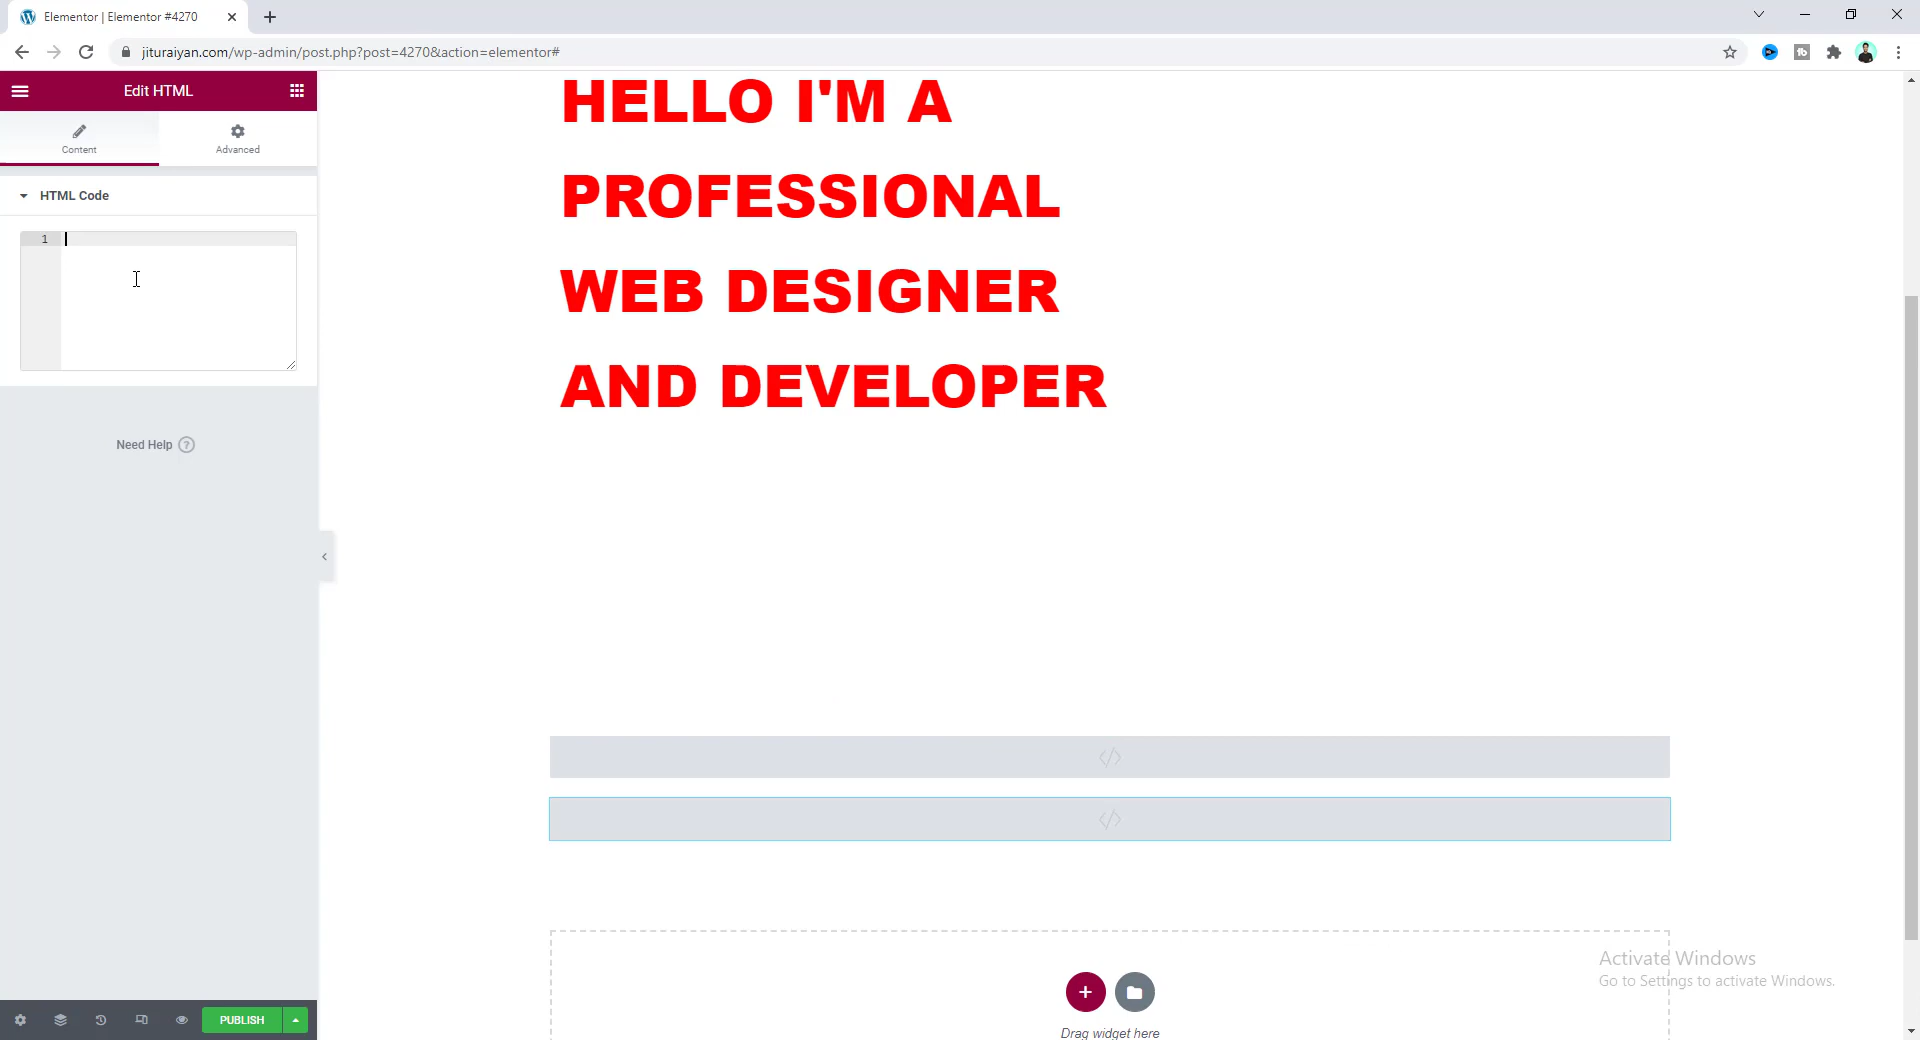 Elementor | Elementor #4270
jituraiyan.com/wp-admin/post.php?post=4270&action=elementor#
Edit HTML
Content
Advanced
HTML Code
1
Need Help ?
PUBLISH
HELLO I'M A
PROFESSIONAL
WEB DESIGNER
AND DEVELOPER
</>
</>
Drag widget here
Activate Windows
Go to Settings to activate Windows.